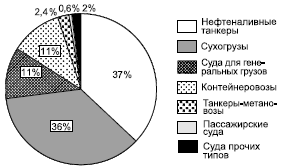 2,4% 0,6% 2%
11%
11%
37%
36%
Нефтеналивные
танкеры
Сухогрузы
Суда для гене-
ральных грузов
Контейнеровозы
Танкеры-метано-
возы
Пассажирские
суда
Суда прочих
типов